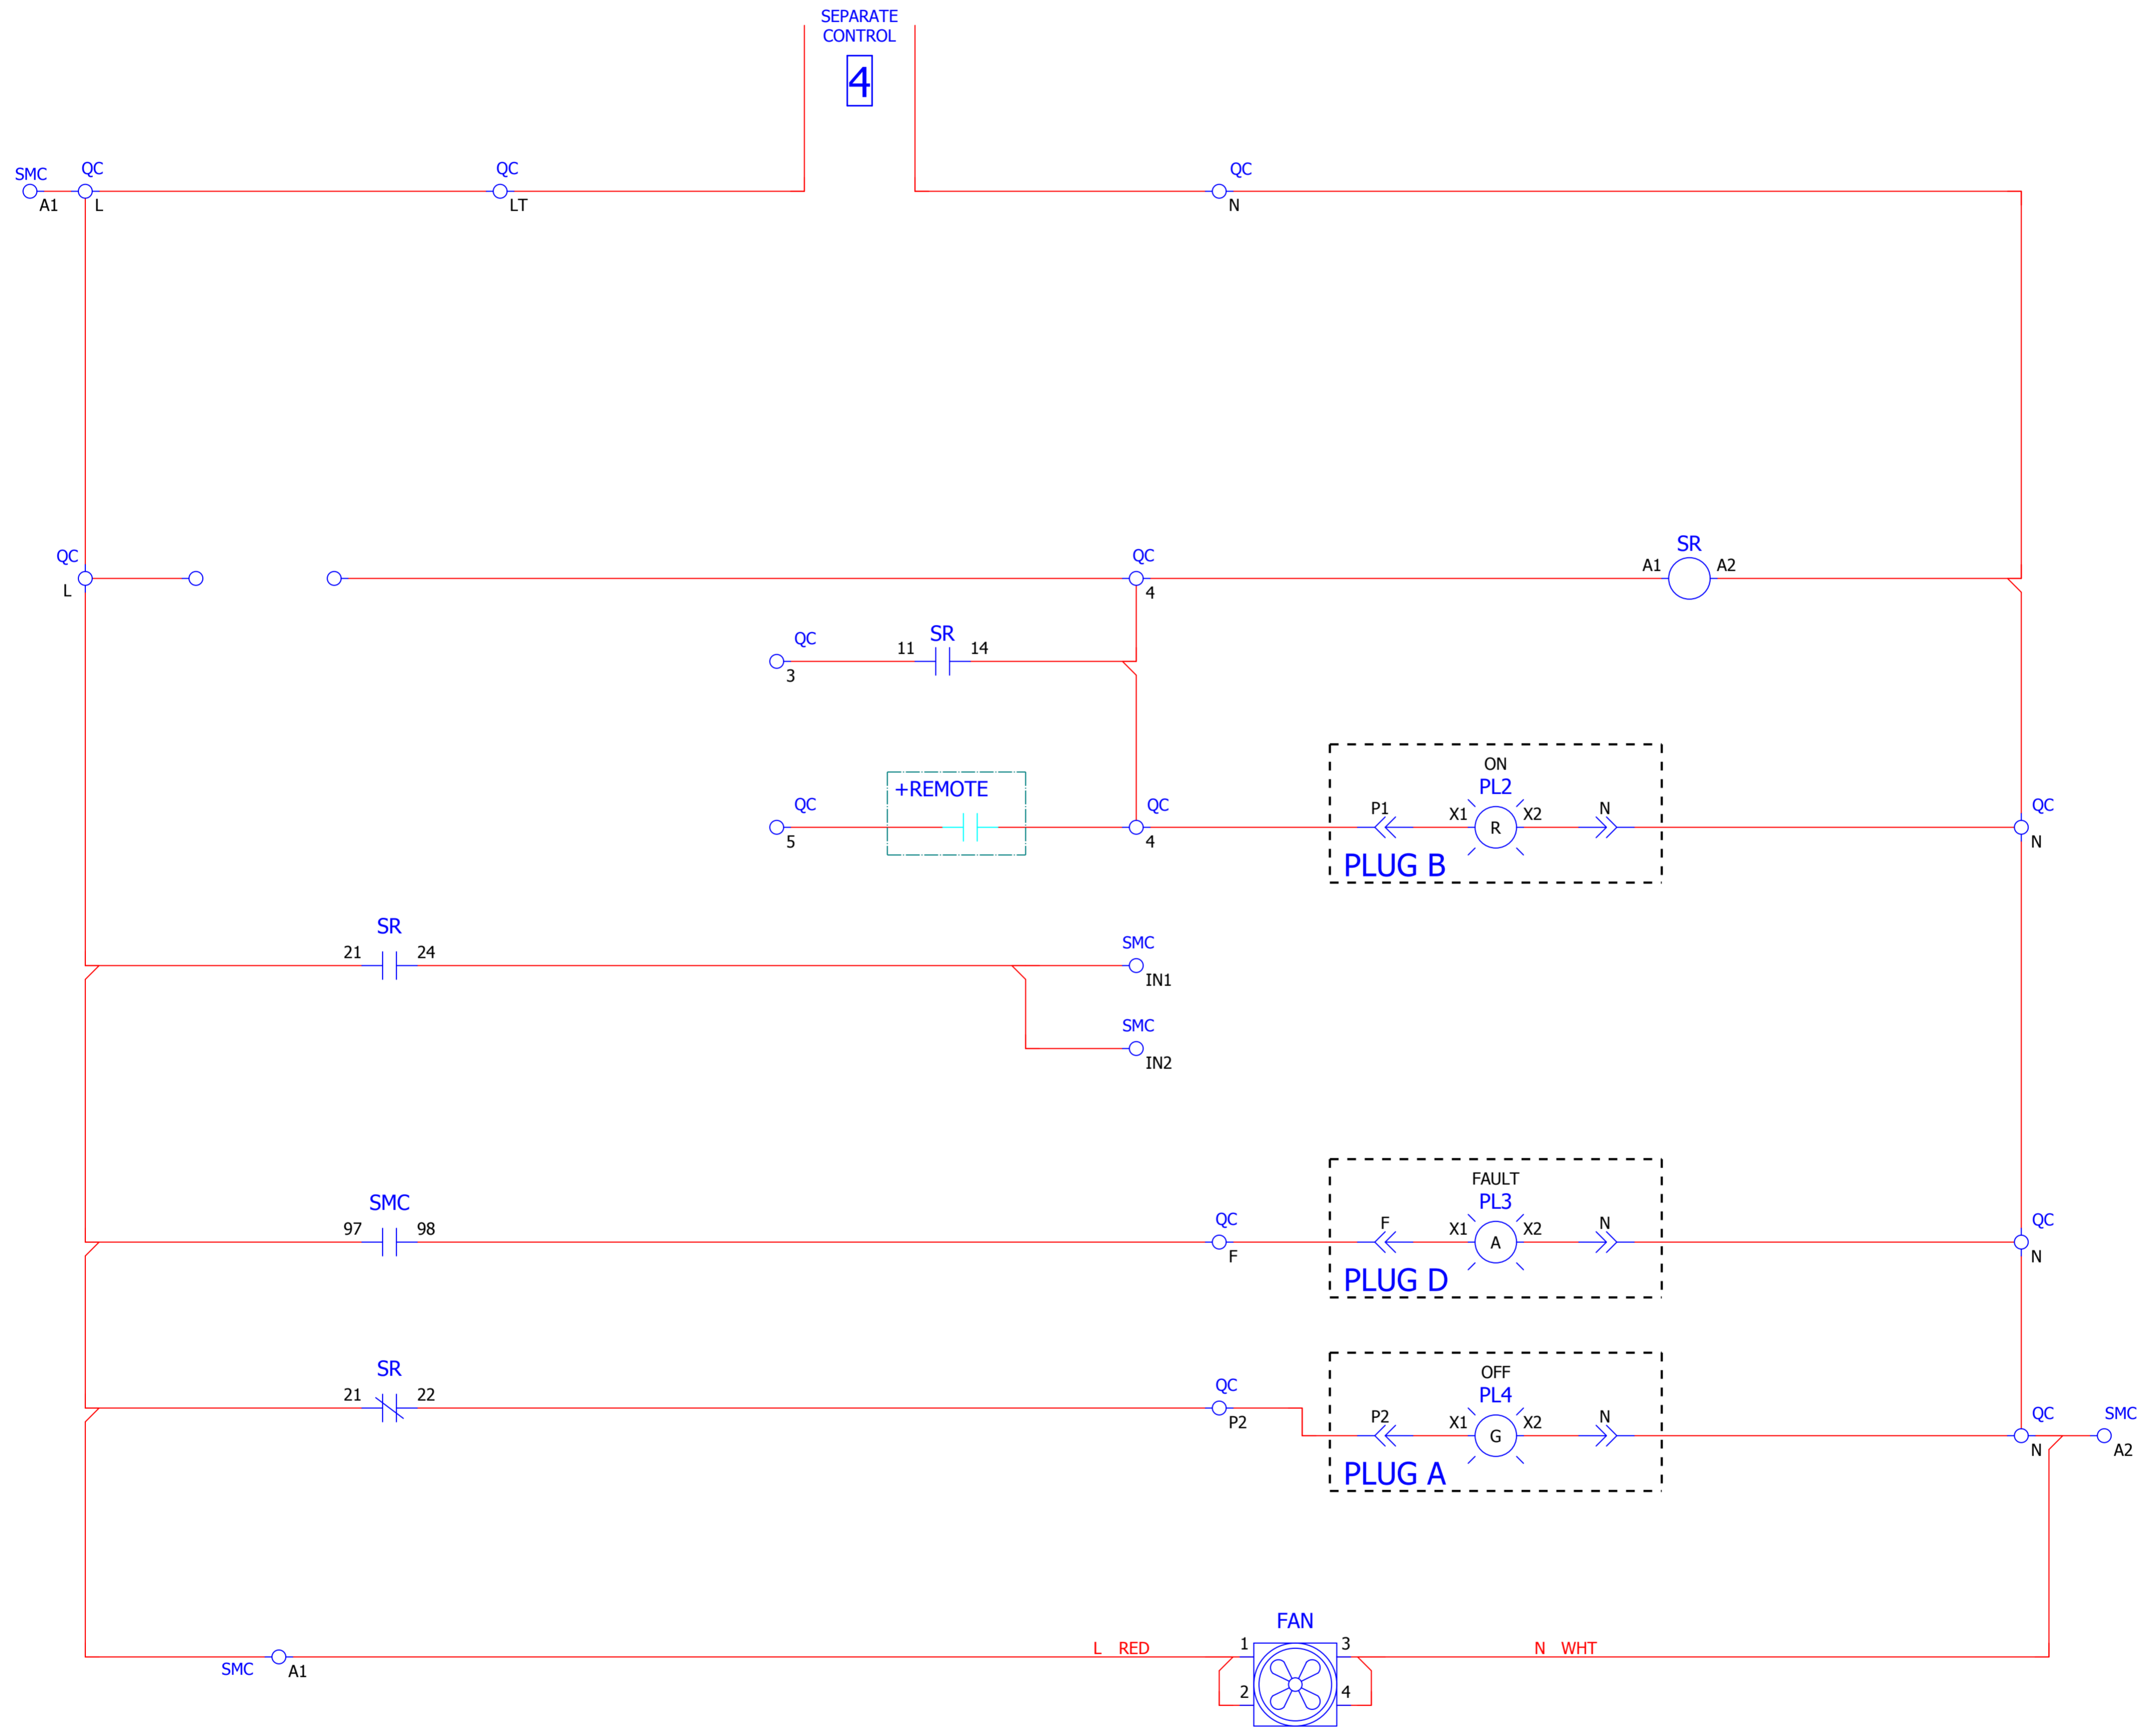 SEPARATE
CONTROL
4
SMC
A1
QC
L
QC
LT
QC
N
QC
L
QC
4
SR
A1
A2
QC
3
11
SR
14
QC
5
+REMOTE
QC
4
ON
PL2
P1
X1
R
X2
N
PLUG B
QC
N
SR
21
24
SMC
IN1
SMC
IN2
SMC
97
98
QC
F
FAULT
PL3
F
X1
A
X2
N
PLUG D
QC
N
SR
21
22
QC
P2
OFF
PL4
P2
X1
G
X2
N
PLUG A
QC
N
SMC
A2
SMC
A1
L RED
FAN
1
2
3
4
N WHT